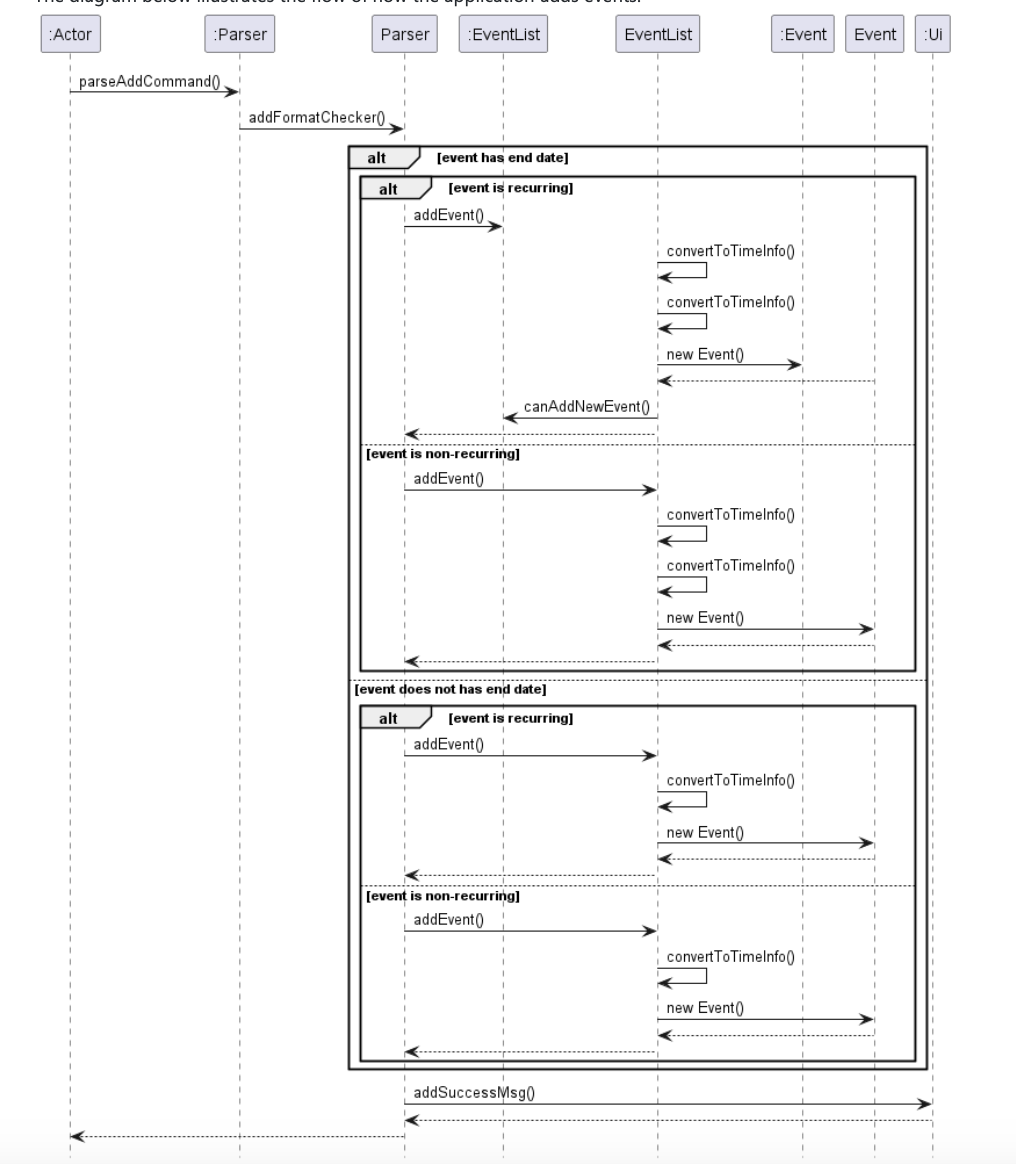 The diagram below illustrates the flow of how the application adds events.
:Actor :Parser Parser :EventList EventList :Event Event :Ui
parseAddCommand()
addFormatChecker()
alt [event has end date]
alt [event is recurring]
addEvent()
convertToTimeInfo()
convertToTimeInfo()
new Event()
canAddNewEvent()
[event is non-recurring]
addEvent()
convertToTimeInfo()
convertToTimeInfo()
new Event()
[event does not has end date]
alt [event is recurring]
addEvent()
convertToTimeInfo()
new Event()
[event is non-recurring]
addEvent()
convertToTimeInfo()
new Event()
addSuccessMsg()